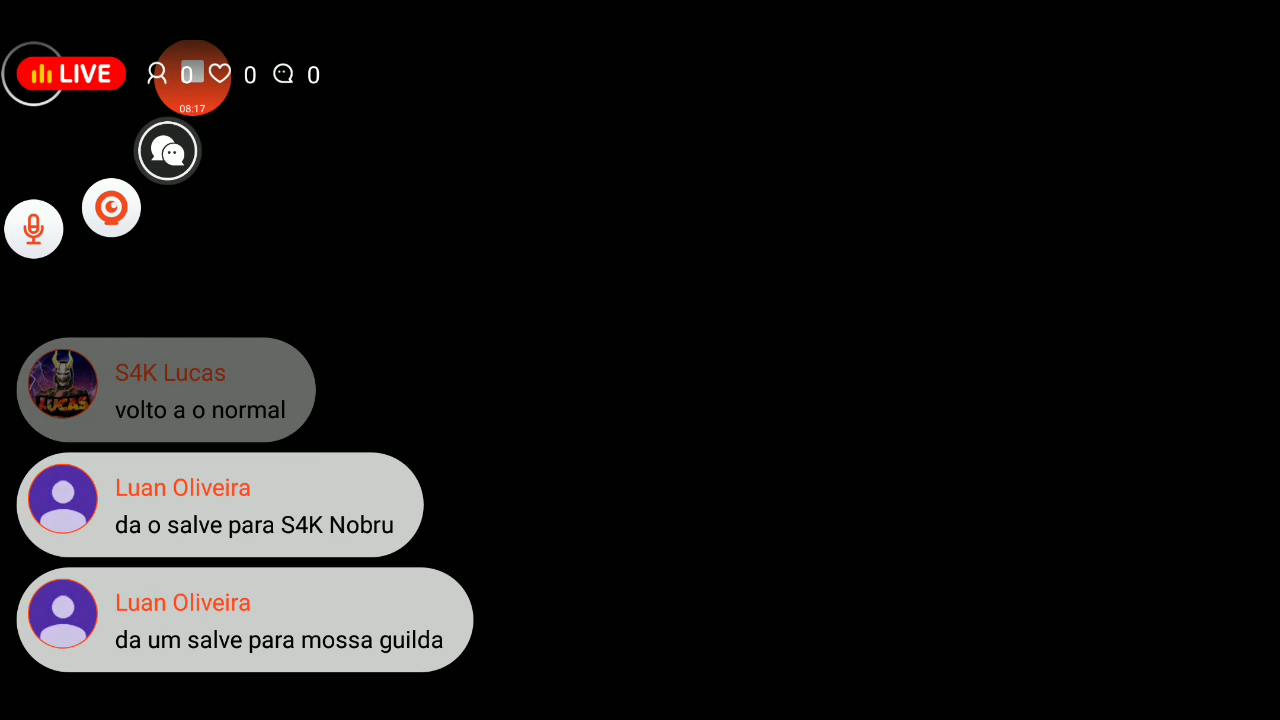 LIVE 0 0 0
08:17
S4K Lucas
LUCAS
volto a o normal
Luan Oliveira
da o salve para S4K Nobru
Luan Oliveira
da um salve para mossa guilda